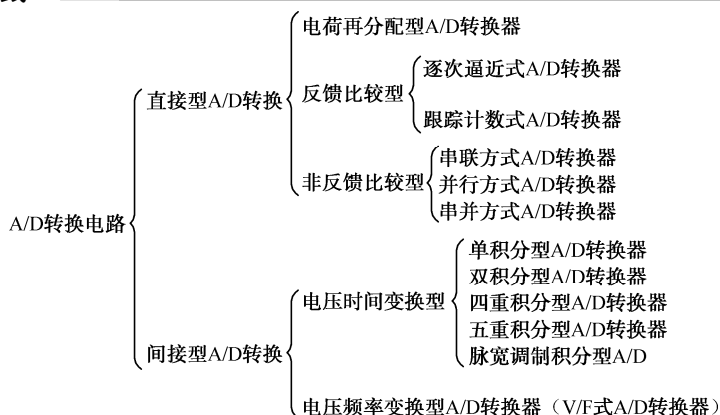 电荷再分配型A/D转换器
逐次逼近式A/D转换器
直接型A/D转换
反馈比较型
跟踪计数式A/D转换器
串联方式A/D转换器
非反馈比较型
并行方式A/D转换器
串并方式A/D转换器
A/D转换电路
单积分型A/D转换器
双积分型A/D转换器
电压时间变换型
四重积分型A/D转换器
五重积分型A/D转换器
间接型A/D转换
脉宽调制积分型A/D
电压频率变换型A/D转换器（V/F式A/D转换器）